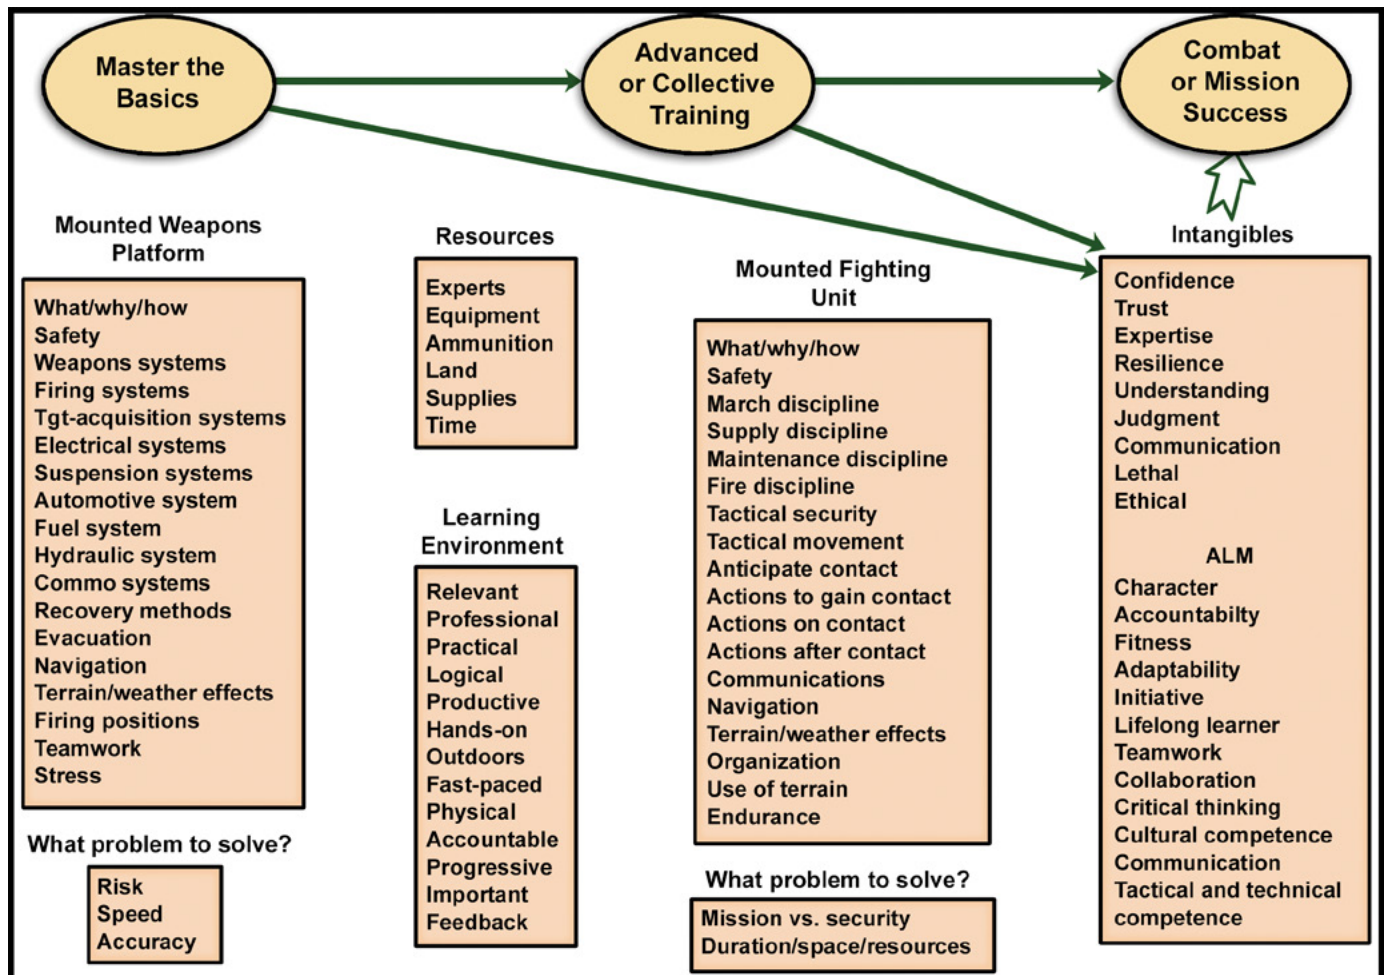 Master the
Basics
Advanced
or Collective
Training
Combat
or Mission
Success
Mounted Weapons
Platform
What/why/how
Safety
Weapons systems
Firing systems
Tgt-acquisition systems
Electrical systems
Suspension systems
Automotive system
Fuel system
Hydraulic system
Commo systems
Recovery methods
Evacuation
Navigation
Terrain/weather effects
Firing positions
Teamwork
Stress
What problem to solve?
Risk
Speed
Accuracy
Resources
Experts
Equipment
Ammunition
Land
Supplies
Time
Learning
Environment
Relevant
Professional
Practical
Logical
Productive
Hands-on
Outdoors
Fast-paced
Physical
Accountable
Progressive
Important
Feedback
Mounted Fighting
Unit
What/why/how
Safety
March discipline
Supply discipline
Maintenance discipline
Fire discipline
Tactical security
Tactical movement
Anticipate contact
Actions to gain contact
Actions on contact
Actions after contact
Communications
Navigation
Terrain/weather effects
Organization
Use of terrain
Endurance
What problem to solve?
Mission vs. security
Duration/space/resources
Intangibles
Confidence
Trust
Expertise
Resilience
Understanding
Judgment
Communication
Lethal
Ethical
ALM
Character
Accountabilty
Fitness
Adaptability
Initiative
Lifelong learner
Teamwork
Collaboration
Critical thinking
Cultural competence
Communication
Tactical and technical
competence